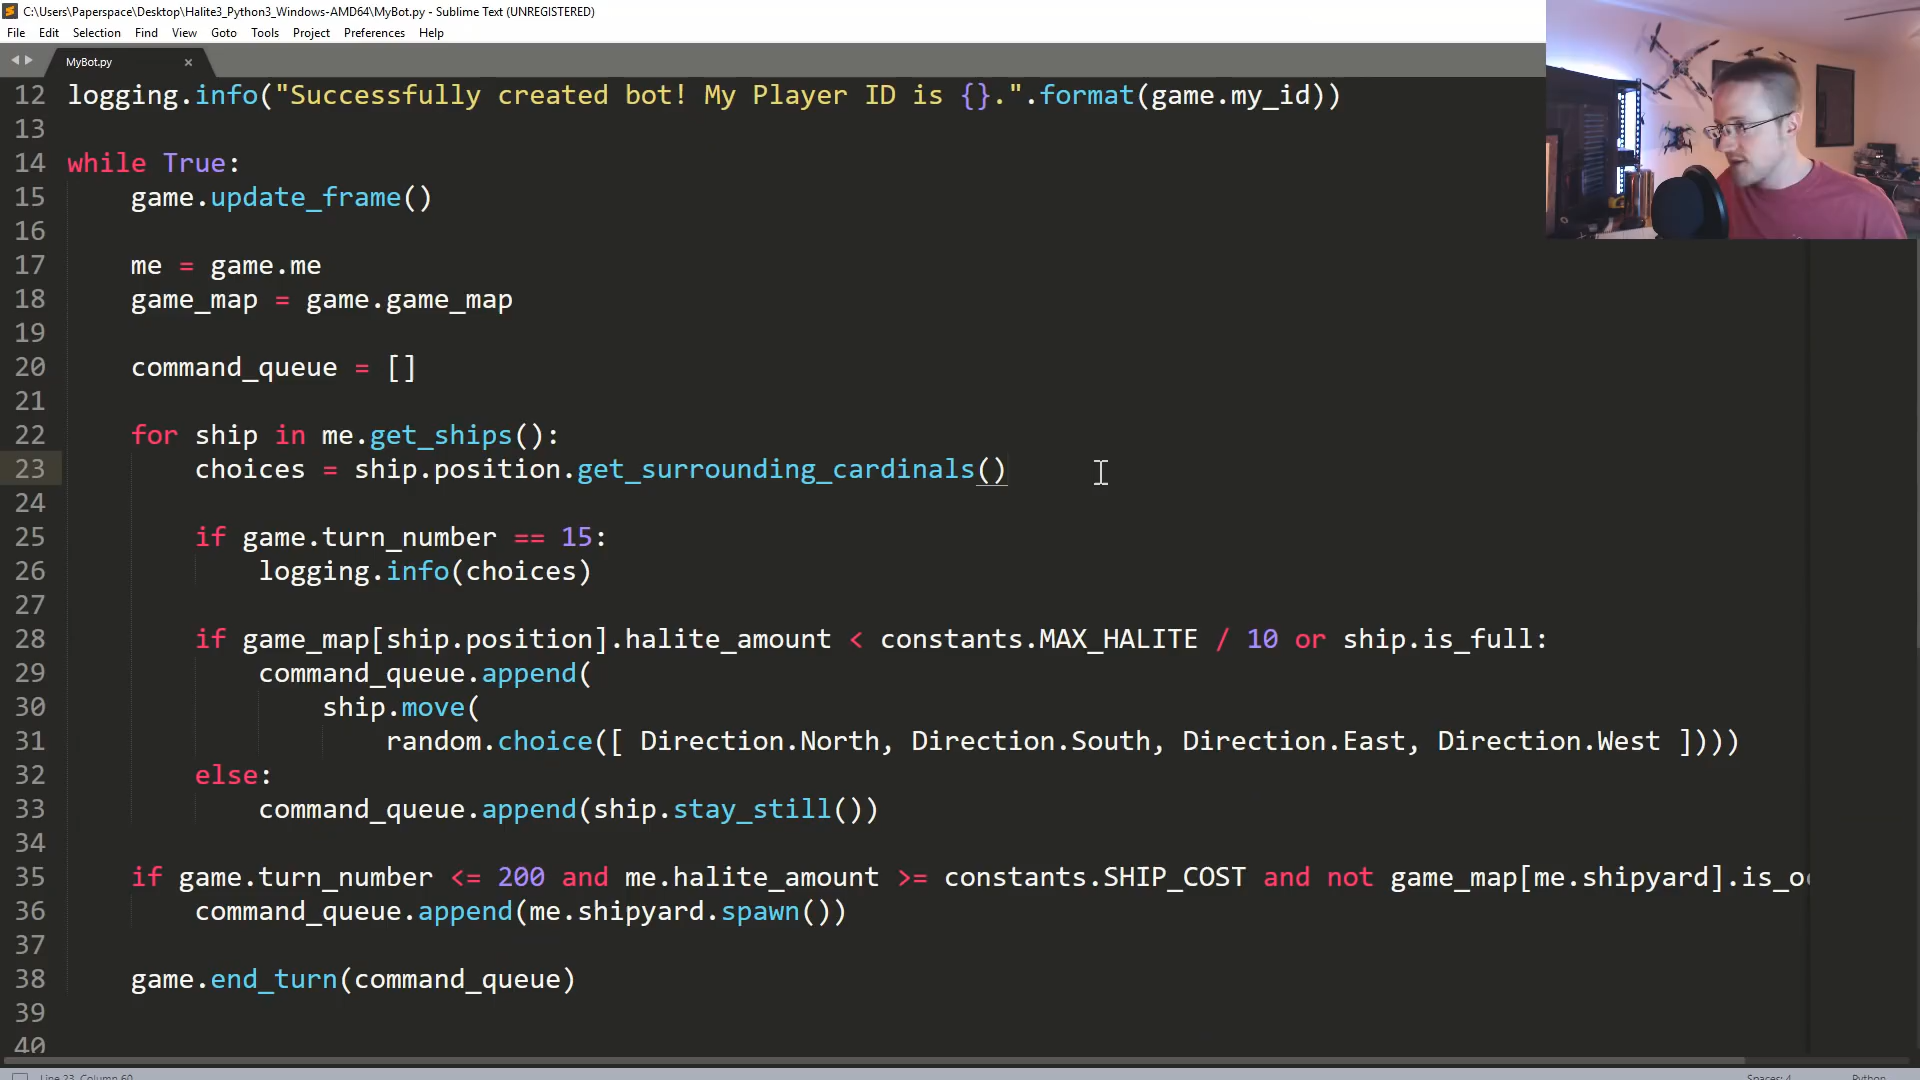 C:\Users\Paperspace\Desktop\Halite3_Python3_Windows-AMD64\MyBot.py - Sublime Text (UNREGISTERED)
File Edit Selection Find View Goto Tools Project Preferences Help
MyBot.py ×
12 logging.info("Successfully created bot! My Player ID is {}.".format(game.my_id))
13
14 while True:
15 game.update_frame()
16
17 me = game.me
18 game_map = game.game_map
19
20 command_queue = []
21
22 for ship in me.get_ships():
23 choices = ship.position.get_surrounding_cardinals()
24
25 if game.turn_number == 15:
26 logging.info(choices)
27
28 if game_map[ship.position].halite_amount < constants.MAX_HALITE / 10 or ship.is_full:
29 command_queue.append(
30 ship.move(
31 random.choice([ Direction.North, Direction.South, Direction.East, Direction.West ])))
32 else:
33 command_queue.append(ship.stay_still())
34
35 if game.turn_number <= 200 and me.halite_amount >= constants.SHIP_COST and not game_map[me.shipyard].is_o
36 command_queue.append(me.shipyard.spawn())
37
38 game.end_turn(command_queue)
39
40
Line 23, Column 60
Spaces: 4 Python